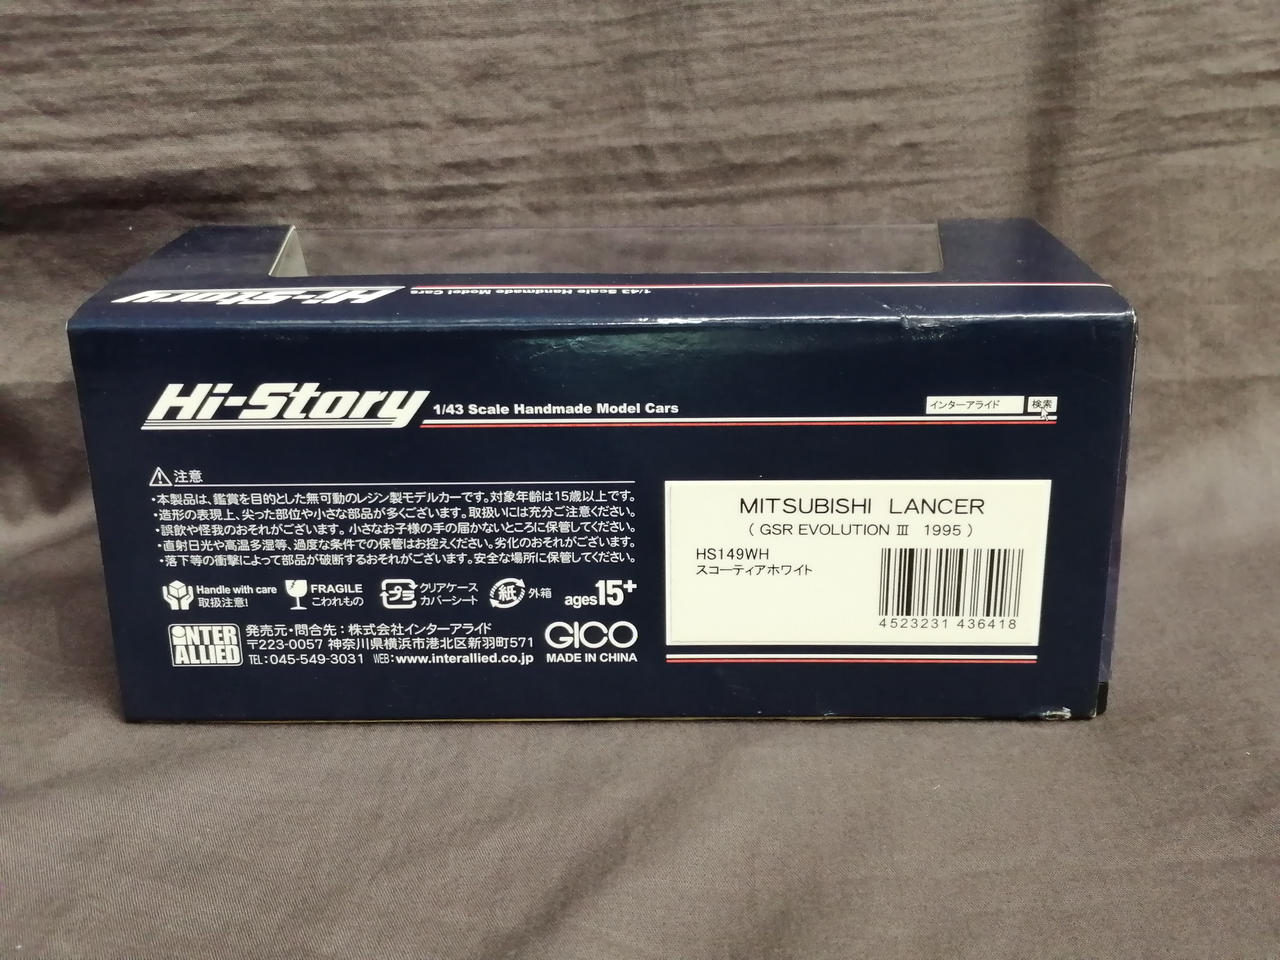 Hi-Story 1/43 Scale Handmade Model Cars
Hi-Story 1/43 Scale Handmade Model Cars
インターアライド 検索
注意
・本製品は、鑑賞を目的とした無可動のレジン製モデルカーです。対象年齢は15歳以上です。
・造形の表現上、尖った部位や小さな部品が多くございます。取扱いには充分ご注意ください。
・誤飲や怪我のおそれがございます。小さなお子様の手の届かないところに保管してください。
・直射日光や高温多湿等、過度な条件での保管はお控えください。劣化のおそれがございます。
・落下等の衝撃によって部品が破断するおそれがございます。安全な場所に保管してください。
Handle with care
取扱注意!
FRAGILE
こわれもの
プラ
クリアケース
カバーシート
紙
外箱
ages15+
INTER
ALLIED
発売元・問合先:株式会社インターアライド
〒223-0057 神奈川県横浜市港北区新羽町571
TEL:045-549-3031 WEB:www.interallied.co.jp
GICO
MADE IN CHINA
MITSUBISHI LANCER
( GSR EVOLUTION Ⅲ 1995 )
HS149WH
スコーティアホワイト
4523231 436418